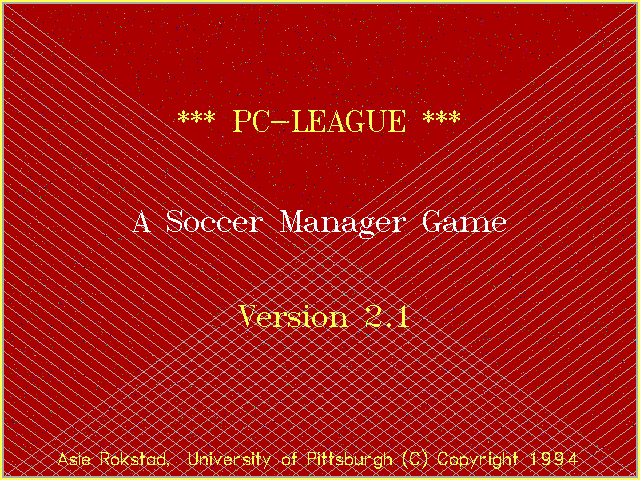 *** PC-LEAGUE ***
A Soccer Manager Game
Version 2.1
Asle Rokstad, University of Pittsburgh (C) Copyright 1994